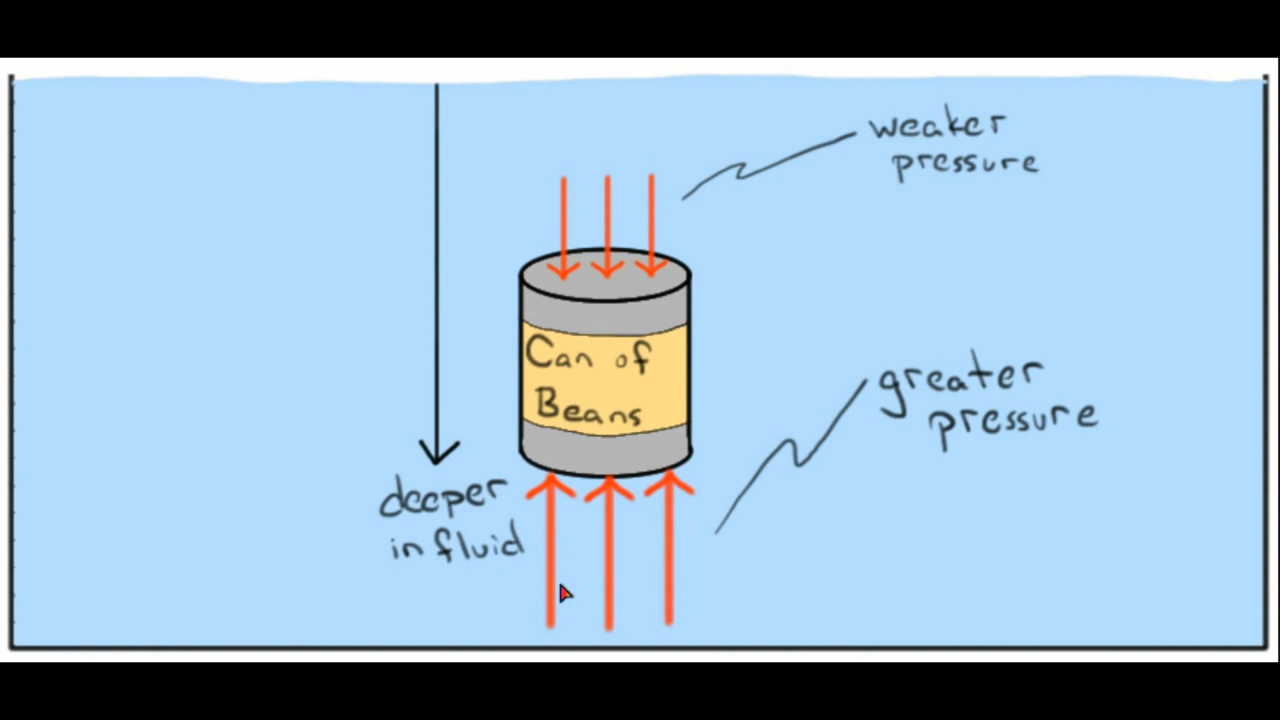 weaker
pressure
Can of
Beans
greater
pressure
deeper
in fluid